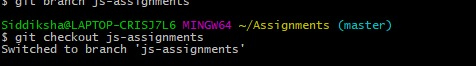 $ git branch js-assignments
Siddiksha@LAPTOP-CRISJ7L6 MINGW64 ~/Assignments (master)
$ git checkout js-assignments
Switched to branch 'js-assignments'